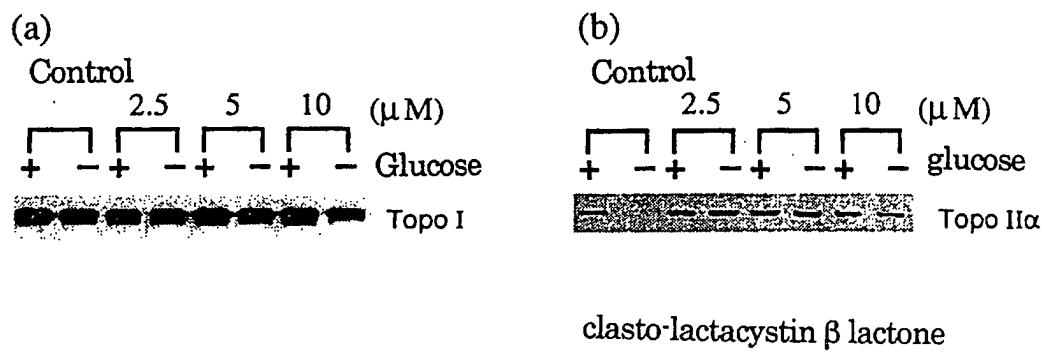 (a)
Control
2.5 5 10 (μM)
+ − + − + − + − Glucose
Topo I
(b)
Control
2.5 5 10 (μM)
+ − + − + − + − glucose
Topo IIα
clasto-lactacystin β lactone